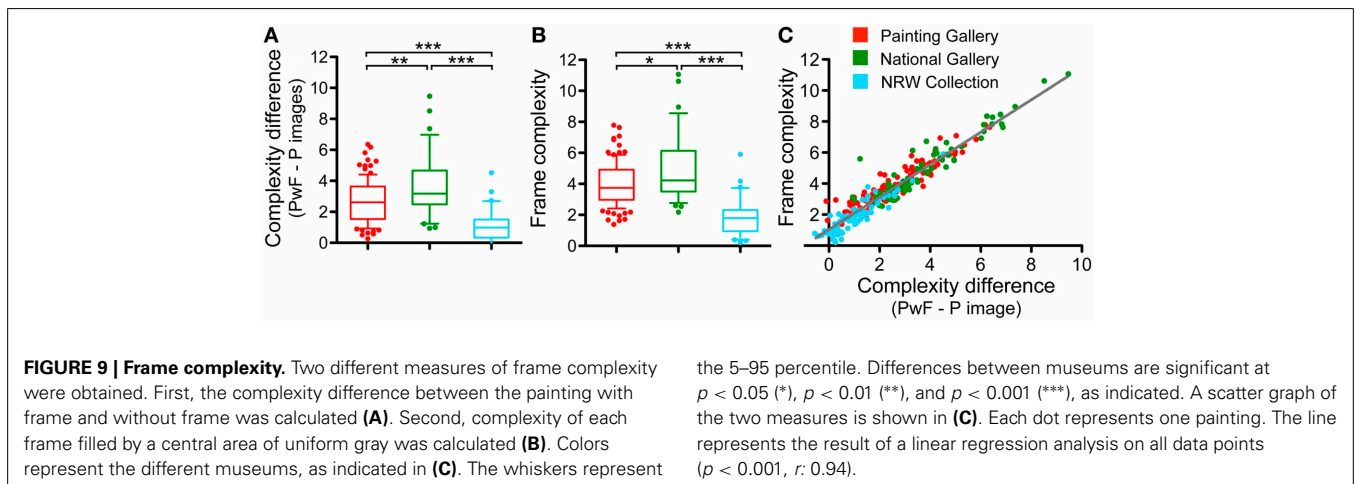 A
B
C
***
**
***
***
*
***
Complexity difference
(PwF - P images)
12
10
8
6
4
2
0
Frame complexity
12
10
8
6
4
2
0
Painting Gallery
National Gallery
NRW Collection
Frame complexity
12
10
8
6
4
2
0
2
4
6
8
10
Complexity difference
(PwF - P image)
FIGURE 9 | Frame complexity. Two different measures of frame complexity
were obtained. First, the complexity difference between the painting with
frame and without frame was calculated (A). Second, complexity of each
frame filled by a central area of uniform gray was calculated (B). Colors
represent the different museums, as indicated in (C). The whiskers represent
the 5–95 percentile. Differences between museums are significant at
p < 0.05 (*), p < 0.01 (**), and p < 0.001 (***), as indicated. A scatter graph of
the two measures is shown in (C). Each dot represents one painting. The line
represents the result of a linear regression analysis on all data points
(p < 0.001, r: 0.94).